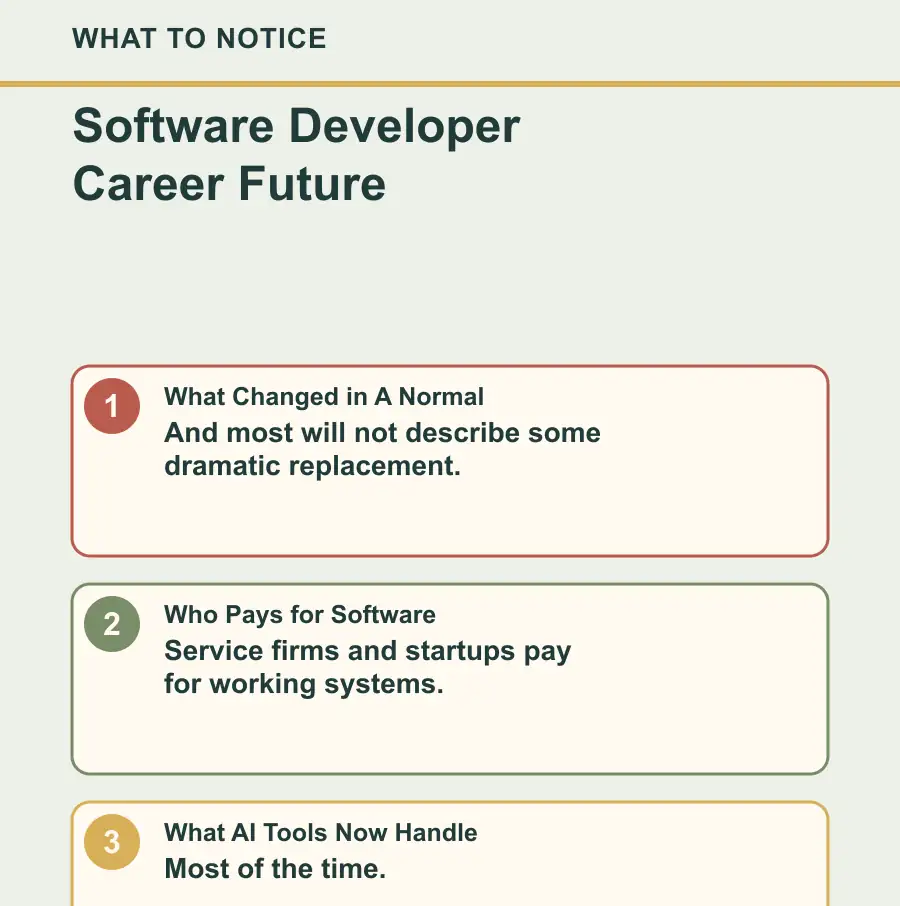 WHAT TO NOTICE
Software Developer
Career Future
1
What Changed in A Normal
And most will not describe some
dramatic replacement.
2
Who Pays for Software
Service firms and startups pay
for working systems.
3
What AI Tools Now Handle
Most of the time.